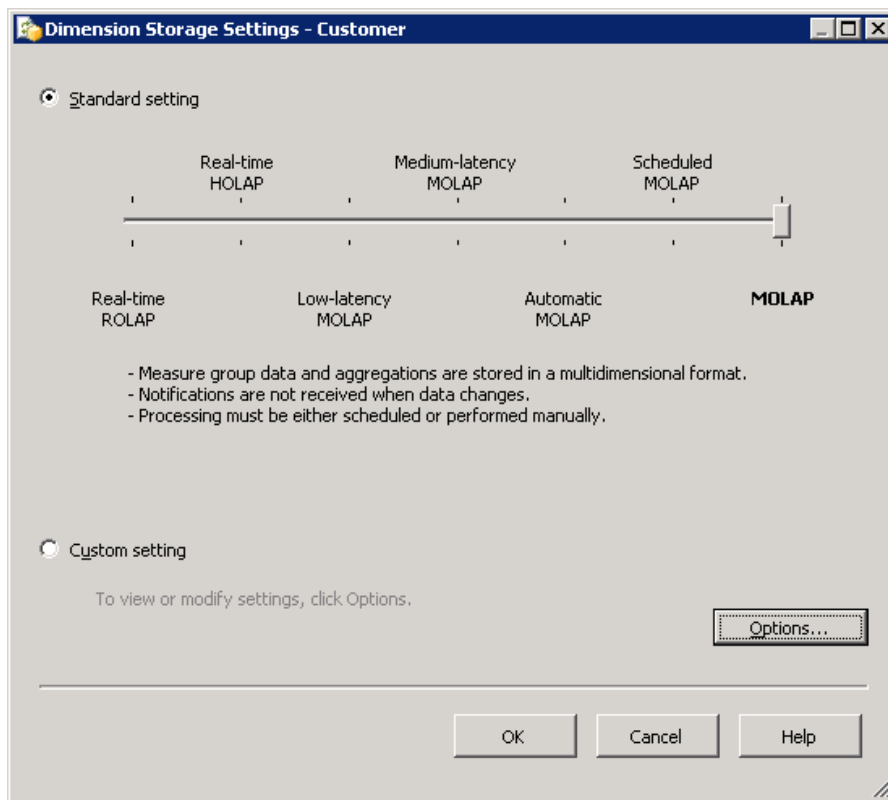 Dimension Storage Settings - Customer
Standard setting
Real-time
HOLAP
Medium-latency
MOLAP
Scheduled
MOLAP
Real-time
ROLAP
Low-latency
MOLAP
Automatic
MOLAP
MOLAP
- Measure group data and aggregations are stored in a multidimensional format.
- Notifications are not received when data changes.
- Processing must be either scheduled or performed manually.
Custom setting
To view or modify settings, click Options.
Options...
OK
Cancel
Help